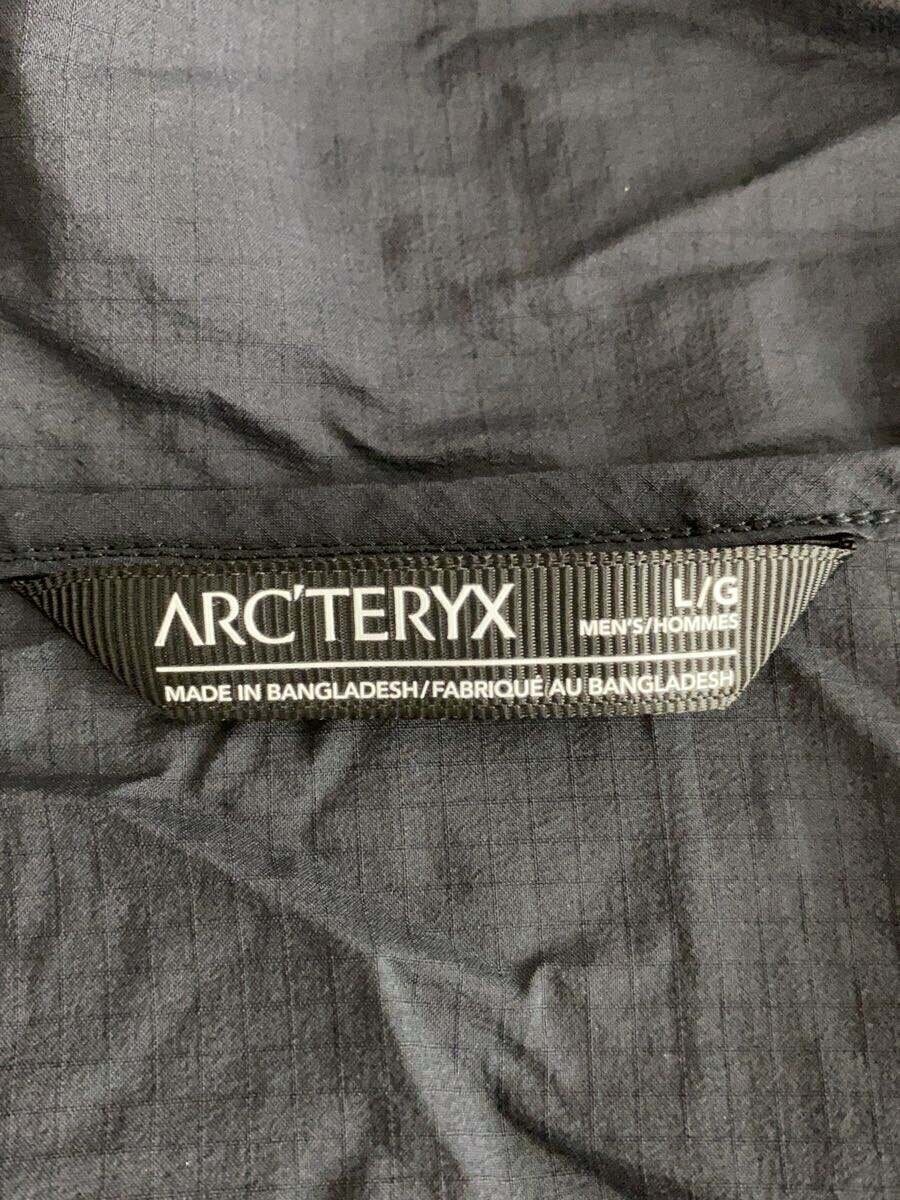 ARC'TERYX
L/G
MEN'S/HOMMES
MADE IN BANGLADESH/FABRIQUÉ AU BANGLADESH